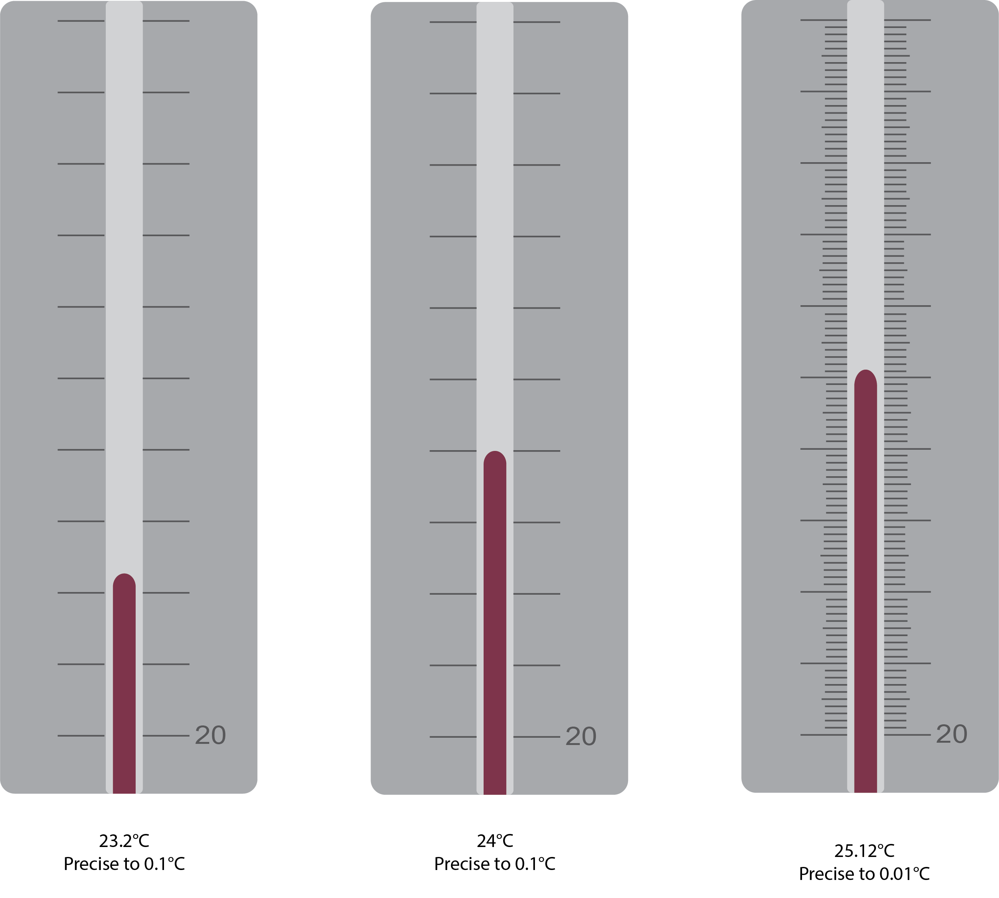 20
20
20
23.2°C
Precise to 0.1°C
24°C
Precise to 0.1°C
25.12°C
Precise to 0.01°C